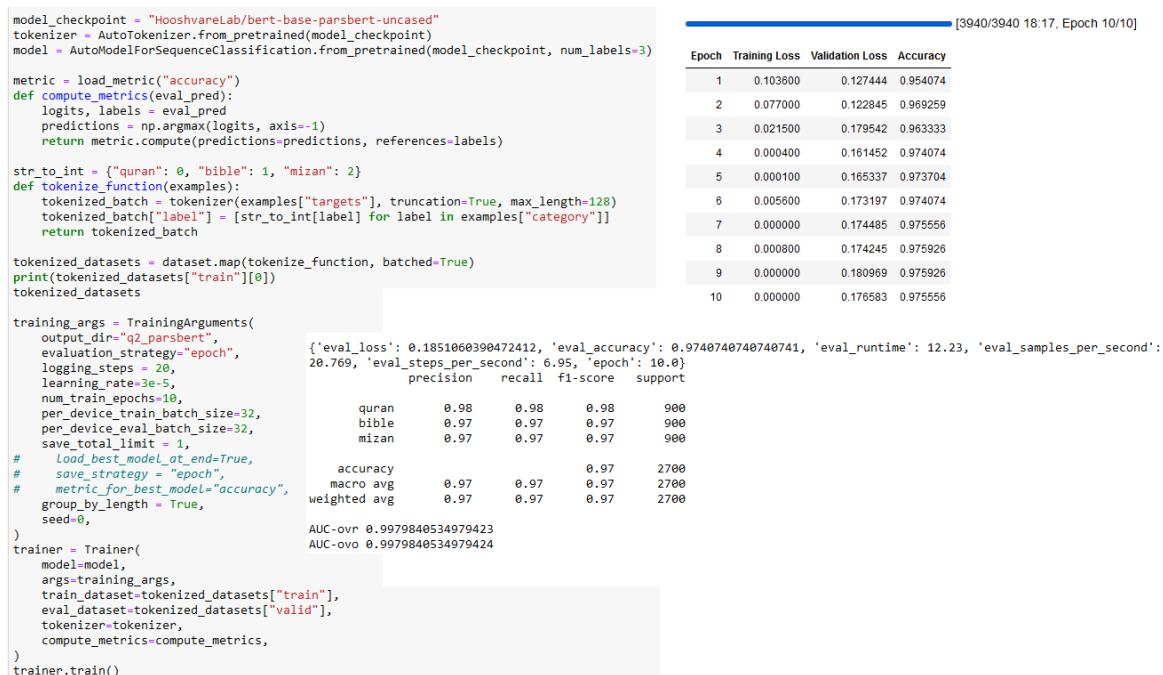 model_checkpoint = "HooshvareLab/bert-base-parsbert-uncased"
tokenizer = AutoTokenizer.from_pretrained(model_checkpoint)
model = AutoModelForSequenceClassification.from_pretrained(model_checkpoint, num_labels=3)

metric = load_metric("accuracy")
def compute_metrics(eval_pred):
    logits, labels = eval_pred
    predictions = np.argmax(logits, axis=-1)
    return metric.compute(predictions=predictions, references=labels)

str_to_int = {"quran": 0, "bible": 1, "mizan": 2}
def tokenize_function(examples):
    tokenized_batch = tokenizer(examples["targets"], truncation=True, max_length=128)
    tokenized_batch["label"] = [str_to_int[label] for label in examples["category"]]
    return tokenized_batch

tokenized_datasets = dataset.map(tokenize_function, batched=True)
print(tokenized_datasets["train"][0])
tokenized_datasets

training_args = TrainingArguments(
    output_dir="q2_parsbert",
    evaluation_strategy="epoch",
    logging_steps = 20,
    learning_rate=3e-5,
    num_train_epochs=10,
    per_device_train_batch_size=32,
    per_device_eval_batch_size=32,
    save_total_limit = 1,
#     load_best_model_at_end=True,
#     save_strategy = "epoch",
#     metric_for_best_model="accuracy",
    group_by_length = True,
    seed=0,
)
trainer = Trainer(
    model=model,
    args=training_args,
    train_dataset=tokenized_datasets["train"],
    eval_dataset=tokenized_datasets["valid"],
    tokenizer=tokenizer,
    compute_metrics=compute_metrics,
)
trainer.train()
[3940/3940 18:17, Epoch 10/10]
Epoch Training Loss Validation Loss Accuracy
1 0.103600 0.127444 0.954074
2 0.077000 0.122845 0.969259
3 0.021500 0.179542 0.963333
4 0.000400 0.161452 0.974074
5 0.000100 0.165337 0.973704
6 0.005600 0.173197 0.974074
7 0.000000 0.174485 0.975556
8 0.000800 0.174245 0.975926
9 0.000000 0.180969 0.975926
10 0.000000 0.176583 0.975556
{'eval_loss': 0.1851060390472412, 'eval_accuracy': 0.9740740740740741, 'eval_runtime': 12.23, 'eval_samples_per_second':
20.769, 'eval_steps_per_second': 6.95, 'epoch': 10.0}
precision recall f1-score support
quran 0.98 0.98 0.98 900
bible 0.97 0.97 0.97 900
mizan 0.97 0.97 0.97 900
accuracy 0.97 2700
macro avg 0.97 0.97 0.97 2700
weighted avg 0.97 0.97 0.97 2700
AUC-ovr 0.9979840534979423
AUC-ovo 0.9979840534979424